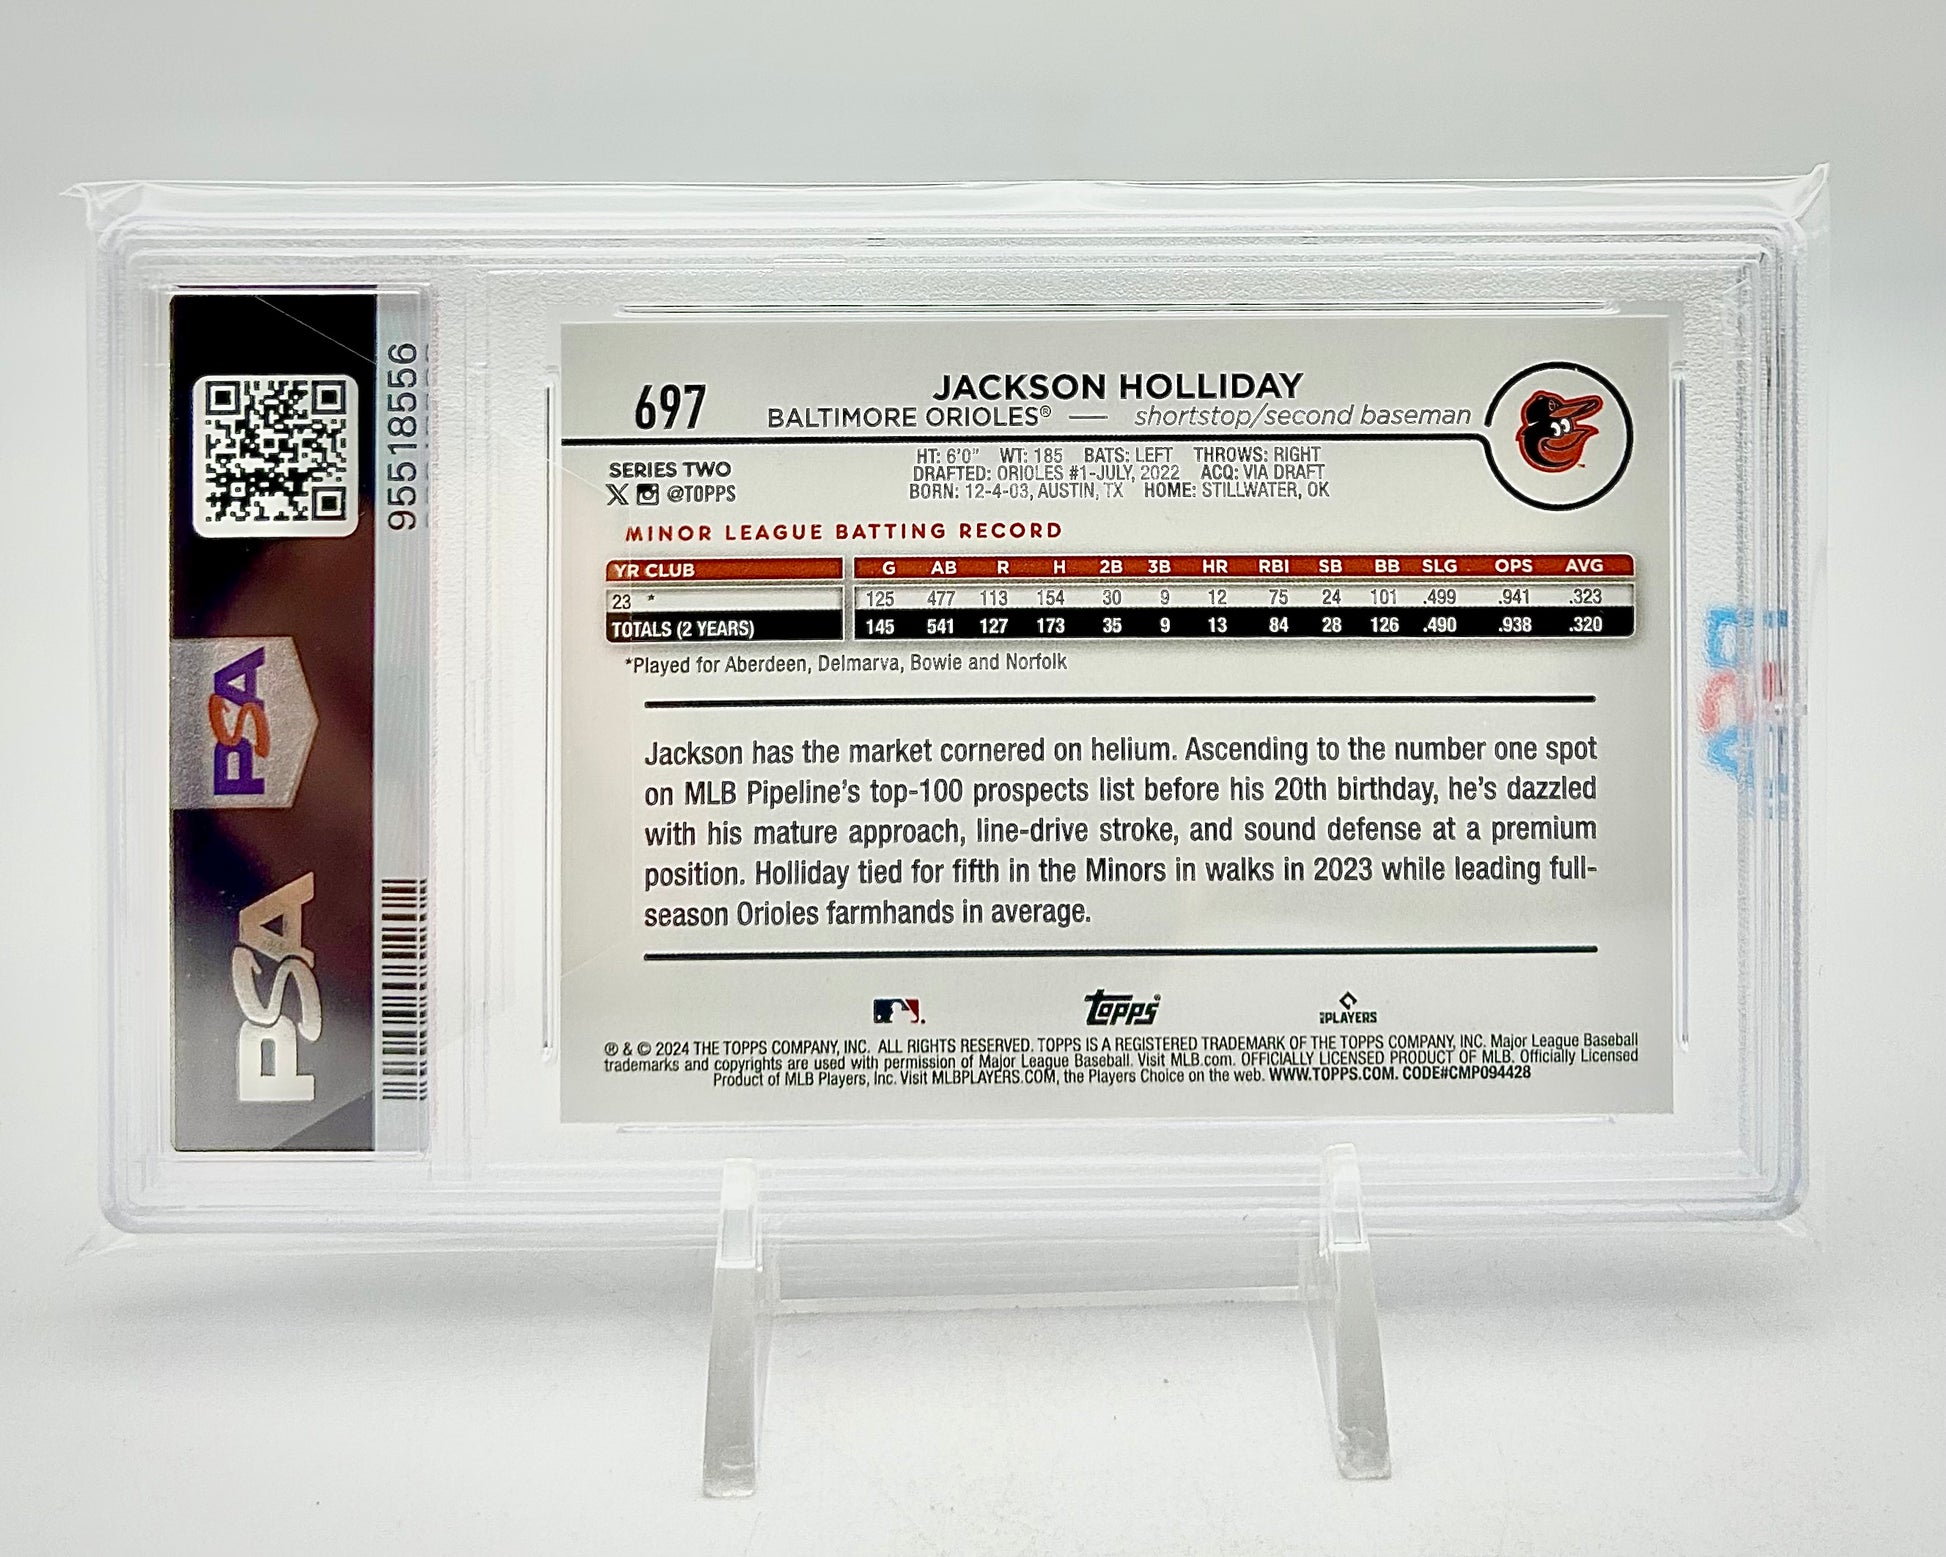 95518556
PSA
PSA
697
JACKSON HOLLIDAY
BALTIMORE ORIOLES® — shortstop/second baseman
SERIES TWO
@TOPPS
HT: 6'0" WT: 185 BATS: LEFT THROWS: RIGHT
DRAFTED: ORIOLES #1-JULY, 2022 ACQ: VIA DRAFT
BORN: 12-4-03, AUSTIN, TX HOME: STILLWATER, OK
MINOR LEAGUE BATTING RECORD
YR CLUB G AB R H 2B 3B HR RBI SB BB SLG OPS AVG
23 * 125 477 113 154 30 9 12 75 24 101 .499 .941 .323
TOTALS (2 YEARS) 145 541 127 173 35 9 13 84 28 126 .490 .938 .320
*Played for Aberdeen, Delmarva, Bowie and Norfolk
Jackson has the market cornered on helium. Ascending to the number one spot
on MLB Pipeline's top-100 prospects list before his 20th birthday, he's dazzled
with his mature approach, line-drive stroke, and sound defense at a premium
position. Holliday tied for fifth in the Minors in walks in 2023 while leading full-
season Orioles farmhands in average.
Topps®
PLAYERS
® & © 2024 THE TOPPS COMPANY, INC. ALL RIGHTS RESERVED. TOPPS IS A REGISTERED TRADEMARK OF THE TOPPS COMPANY, INC. Major League Baseball
trademarks and copyrights are used with permission of Major League Baseball. Visit MLB.com. OFFICIALLY LICENSED PRODUCT OF MLB. Officially Licensed
Product of MLB Players, Inc. Visit MLBPLAYERS.COM, the Players Choice on the web. WWW.TOPPS.COM. CODE#CMP094428